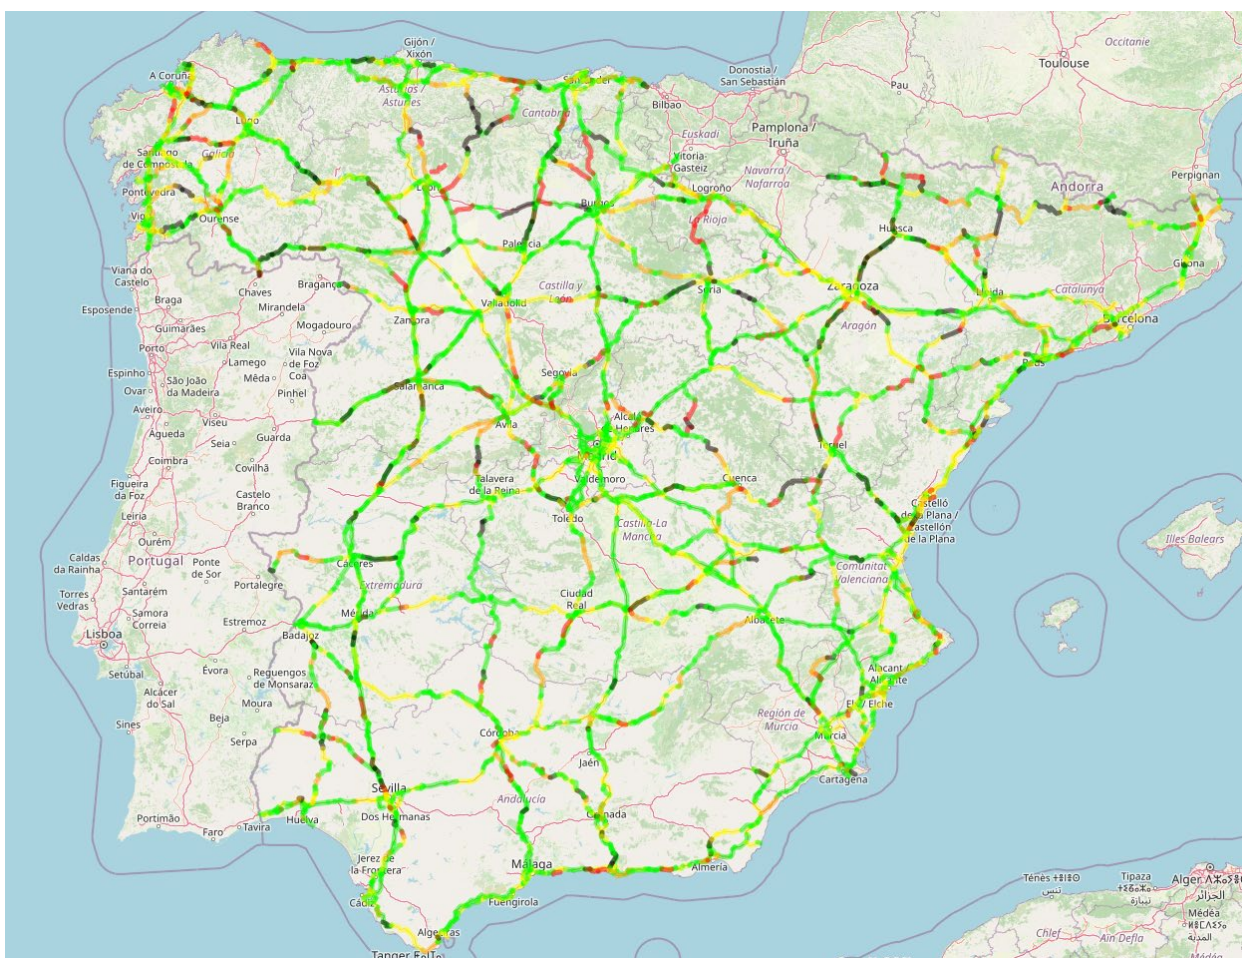 Gijón /
Xixón
A Coruña
Santander
Donostia /
San Sebastián
Bilbao
Toulouse
Occitanie
Pau
Asturias /
Asturies
Cantabria
Euskadi
Pamplona /
Iruña
Lugo
Santiago
de Compostela
Galicia
Vitoria-
Gasteiz
Navarra /
Nafarroa
Perpignan
Andorra
Pontevedra
León
Logroño
Vigo
Ourense
Burgos
La Rioja
Huesca
Palencia
Viana do
Castelo
Bragança
Chaves
Girona
Braga
Mirandela
Esposende
Valladolid
Castilla y
León
Soria
Zaragoza
Lleida
Catalunya
Guimarães
Mogadouro
Zamora
Aragón
Barcelona
Porto
Vila Real
Vila Nova
de Foz
Coa
Lamego
Reus
Espinho
São João
da Madeira
Mêda
Segovia
Ovar
Pinhel
Salamanca
Aveiro
Viseu
Águeda
Seia
Guarda
Ávila
Alcalá
de Henares
Teruel
Coimbra
Madrid
Covilhã
Figueira
da Foz
Talavera
de la Reina
Valdemoro
Cuenca
Castelo
Branco
Leiria
Toledo
Castilla-La
Mancha
Castelló
de la Plana /
Castellón
de la Plana
Illes Balears
Ourém
Caldas
da Rainha
Portugal
Ponte
de Sor
Cáceres
Comunitat
Valenciana
Portalegre
Extremadura
Torres
Vedras
Santarém
Ciudad
Real
Samora
Correia
Estremoz
Mérida
Albacete
Lisboa
Badajoz
Setúbal
Évora
Reguengos
de Monsaraz
Alacant /
Alicante
Alcácer
do Sal
Moura
Elx / Elche
Sines
Beja
Región de
Murcia
Serpa
Córdoba
Murcia
Jaén
Cartagena
Sevilla
Andalucía
Portimão
Faro
Tavira
Huelva
Dos Hermanas
Granada
Jerez de
la Frontera
Málaga
Almería
Cádiz
Fuengirola
Algeciras
Ténès
تنس
Tipaza
تيبازة
Alger
الجزائر
Médéa
المدية
Chlef
Aïn Defla
Médéa